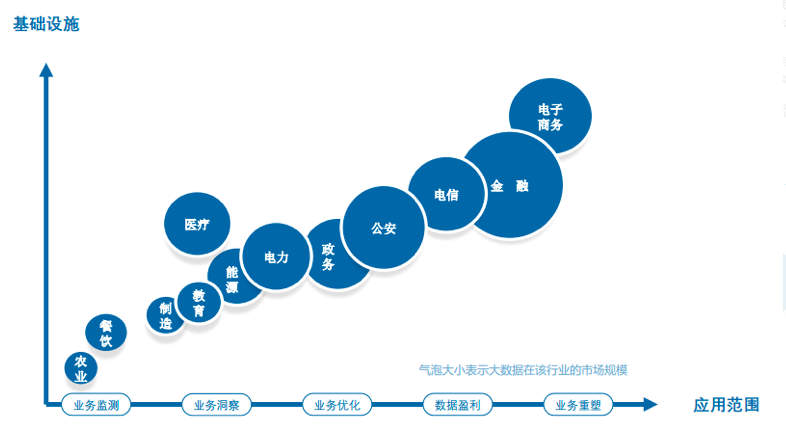 基础设施
电子
商务
金 融
电信
医疗
公安
政
务
电力
能
源
教
育
制
造
餐
饮
农
业
气泡大小表示大数据在该行业的市场规模
业务监测
业务洞察
业务优化
数据盈利
业务重塑
应用范围